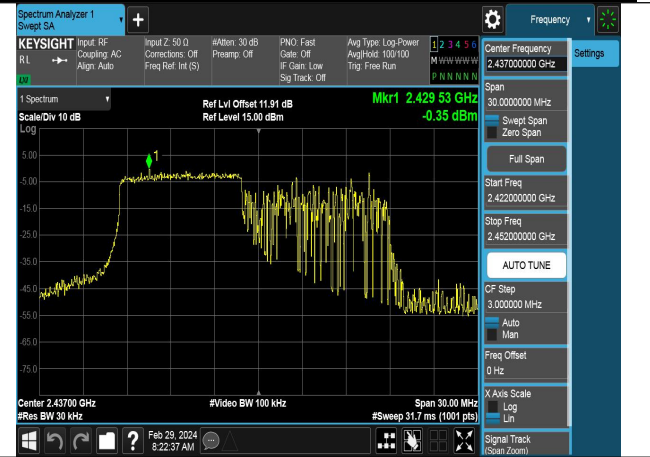 Spectrum Analyzer 1
Swept SA
Frequency
KEYSIGHT
RL
Input: RF
Coupling: AC
Align: Auto
Input Z: 50 Ω
Corrections: Off
Freq Ref: Int (S)
#Atten: 30 dB
Preamp: Off
PNO: Fast
Gate: Off
IF Gain: Low
Sig Track: Off
Avg Type: Log-Power
Avg|Hold: 100/100
Trig: Free Run
1 2 3 4 5 6
M W W W W W
P N N N N N
1 Spectrum
Scale/Div 10 dB
Log
Ref Lvl Offset 11.91 dB
Ref Level 15.00 dBm
Mkr1 2.429 53 GHz
-0.35 dBm
1
5.00
-5.00
-15.0
-25.0
-35.0
-45.0
-55.0
-65.0
-75.0
Center 2.43700 GHz
#Res BW 30 kHz
#Video BW 100 kHz
Span 30.00 MHz
#Sweep 31.7 ms (1001 pts)
Feb 29, 2024
8:22:37 AM
Center Frequency
2.437000000 GHz
Settings
Span
30.0000000 MHz
Swept Span
Zero Span
Full Span
Start Freq
2.422000000 GHz
Stop Freq
2.452000000 GHz
AUTO TUNE
CF Step
3.000000 MHz
Auto
Man
Freq Offset
0 Hz
X Axis Scale
Log
Lin
Signal Track
(Span Zoom)